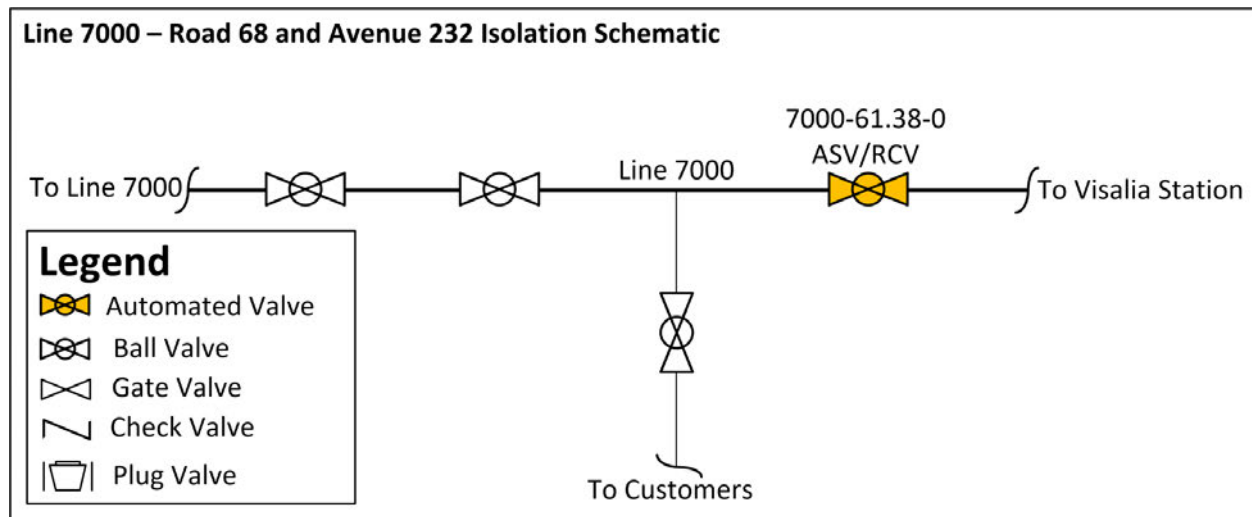 Line 7000 – Road 68 and Avenue 232 Isolation Schematic
7000-61.38-0
ASV/RCV
To Line 7000
Line 7000
To Visalia Station
Legend
Automated Valve
Ball Valve
Gate Valve
Check Valve
Plug Valve
To Customers